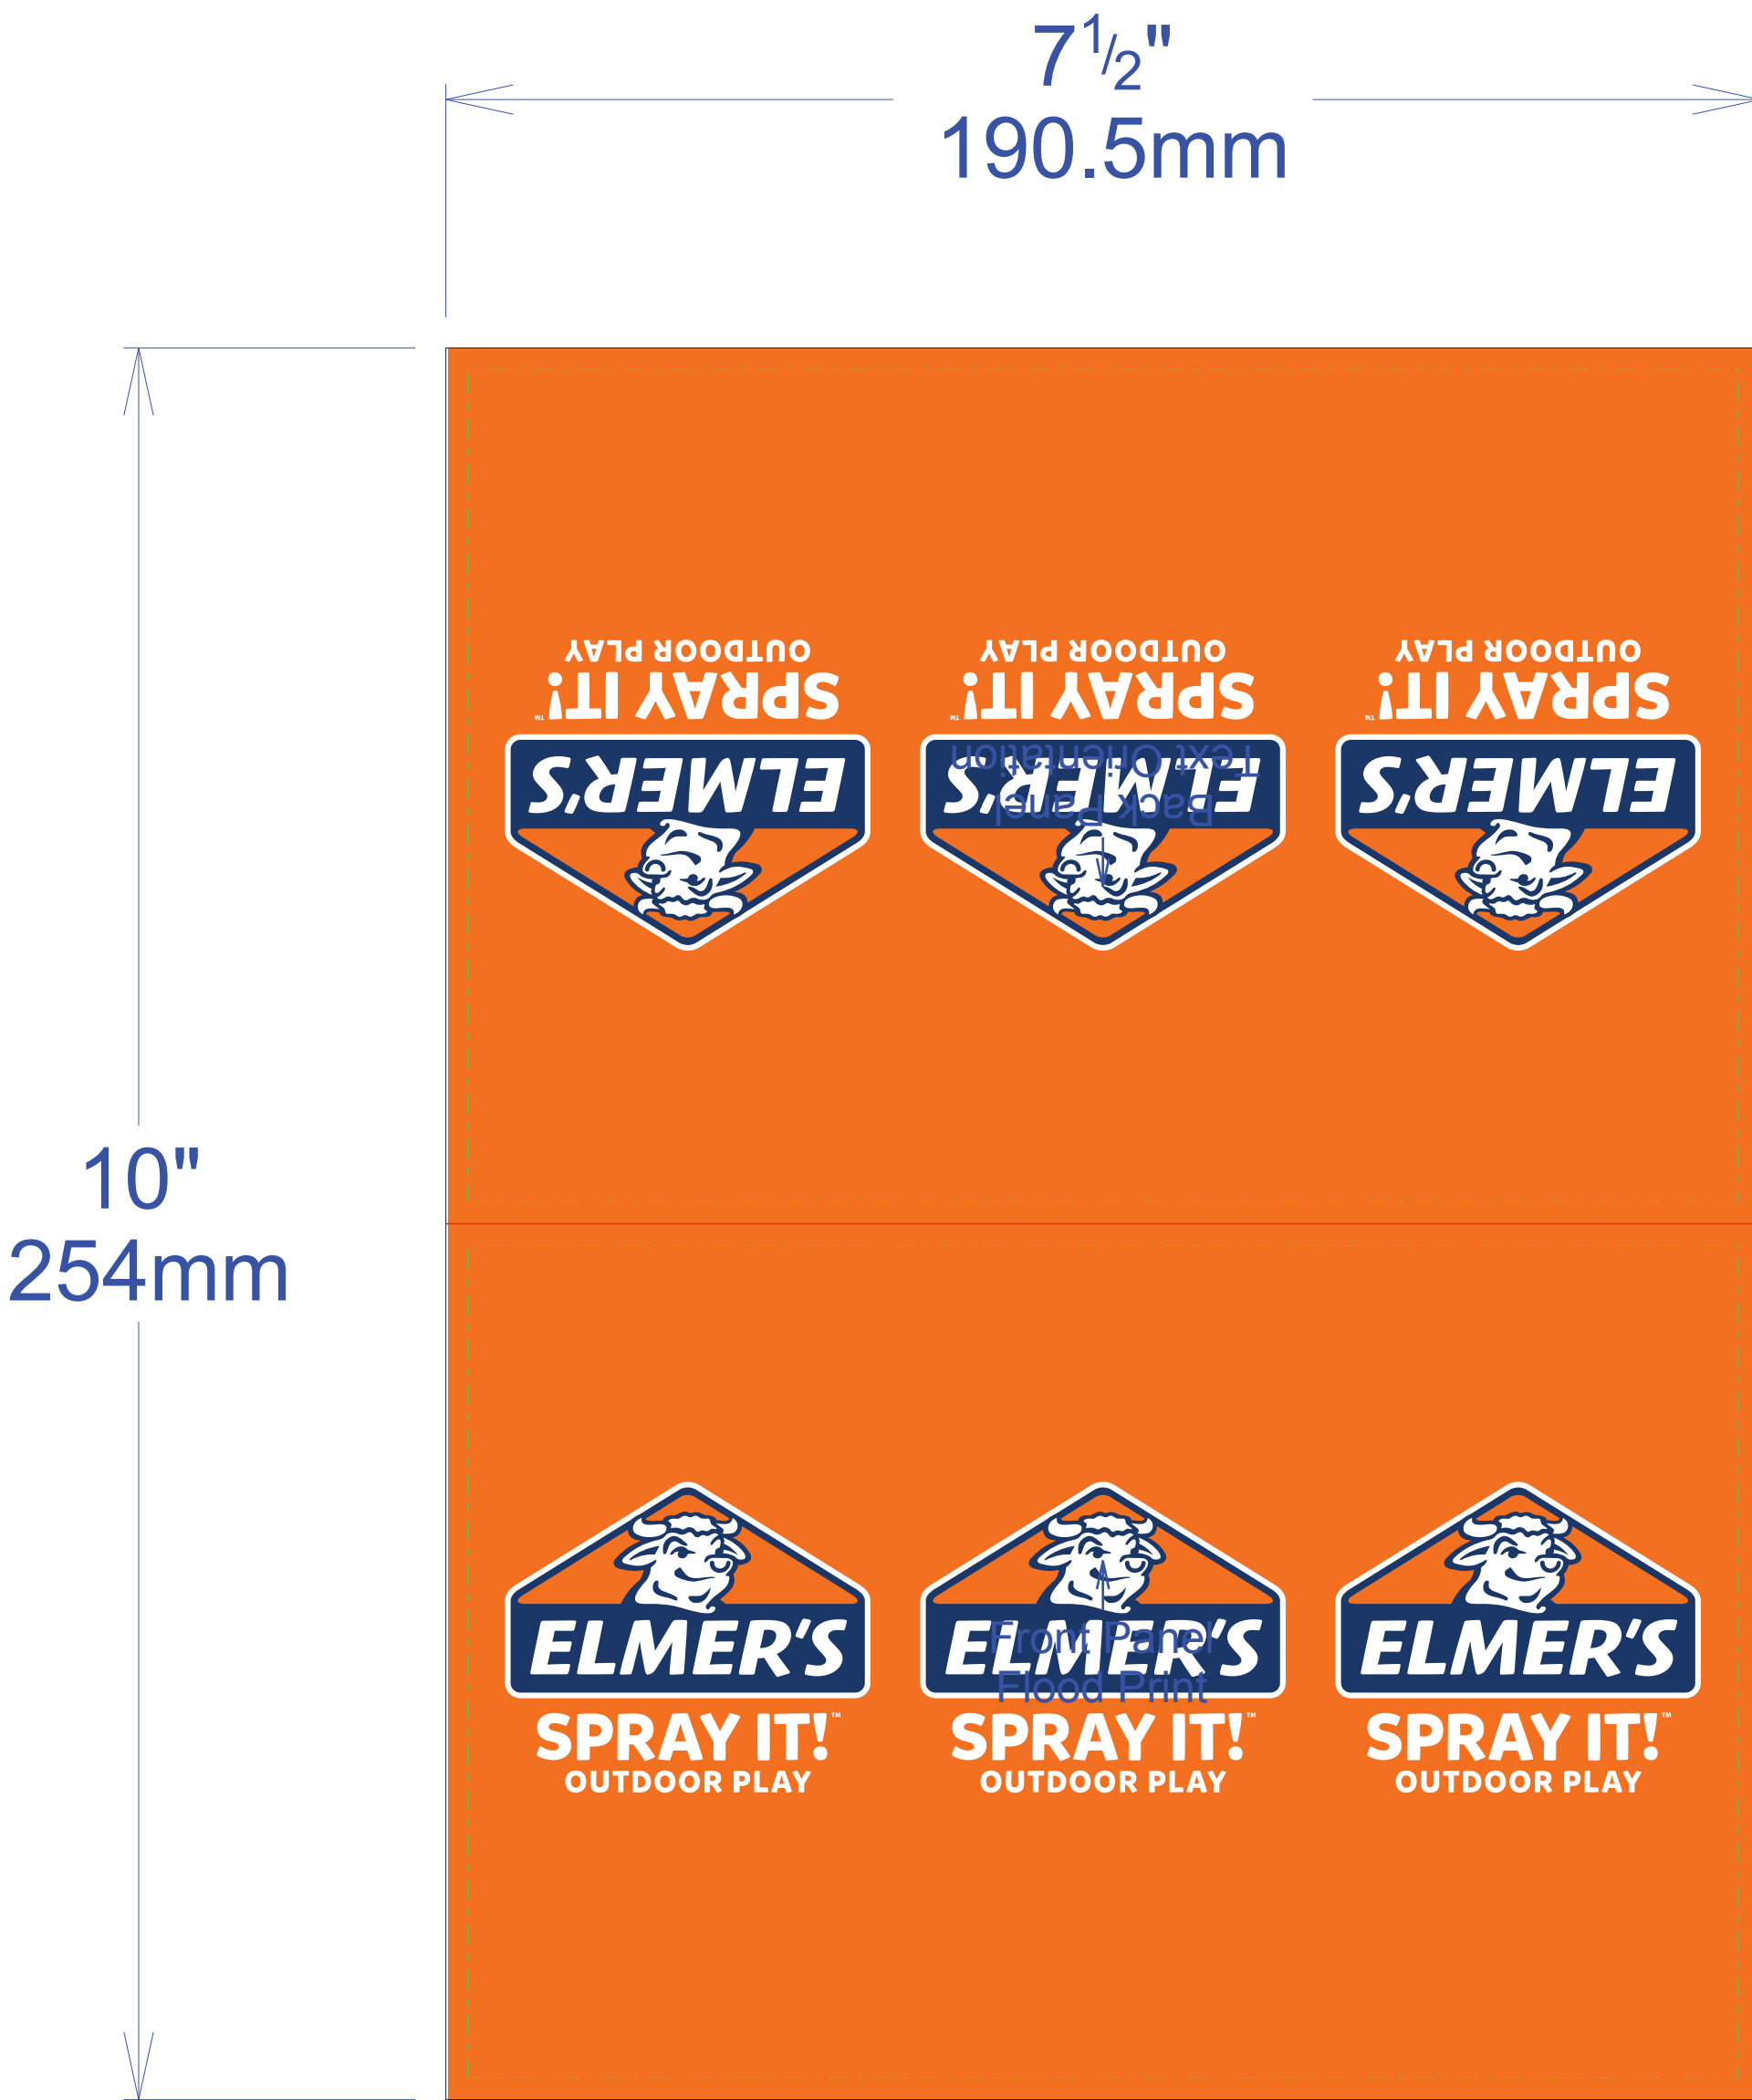 7 1/2"
190.5mm
10"
254mm
OUTDOOR PLAY OUTDOOR PLAY OUTDOOR PLAY
SPRAY IT!™ SPRAY IT!™ SPRAY IT!™
ELMER'S ELMER'S ELMER'S
Back Panel
Text Orientation
ELMER'S ELMER'S ELMER'S
Front Panel
Flood Print
SPRAY IT!™ SPRAY IT!™ SPRAY IT!™
OUTDOOR PLAY OUTDOOR PLAY OUTDOOR PLAY